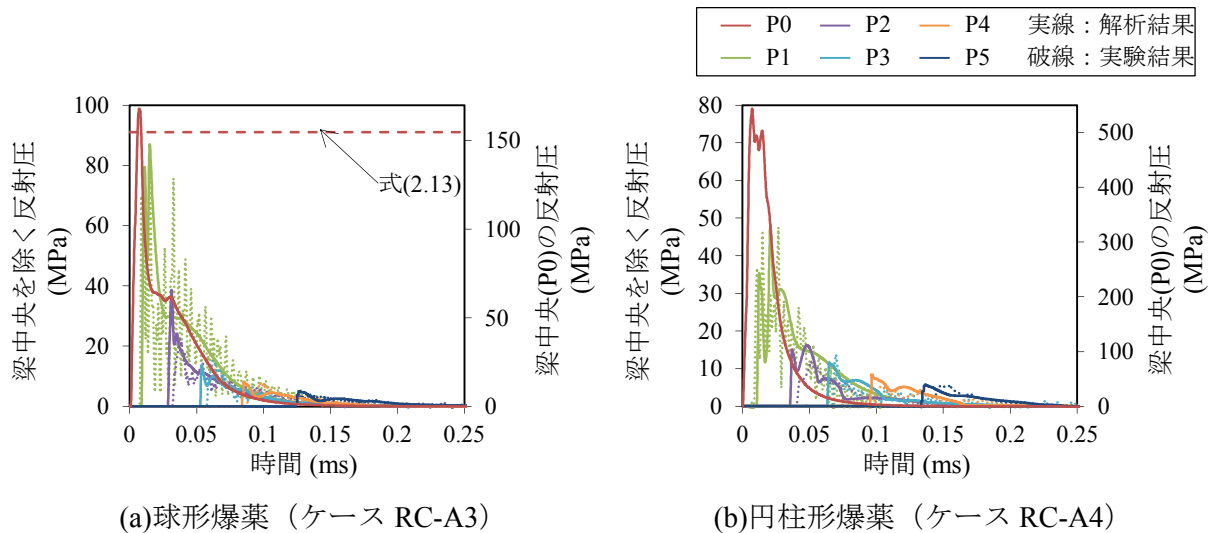 P0 P2 P4 実線：解析結果
P1 P3 P5 破線：実験結果
梁中央を除く反射圧
(MPa)
100
80
60
40
20
0
式(2.13)
150
100
50
0
梁中央(P0)の反射圧
(MPa)
0 0.05 0.1 0.15 0.2 0.25
時間 (ms)
(a)球形爆薬（ケース RC-A3）
梁中央を除く反射圧
(MPa)
80
70
60
50
40
30
20
10
0
500
400
300
200
100
0
梁中央(P0)の反射圧
(MPa)
0 0.05 0.1 0.15 0.2 0.25
時間 (ms)
(b)円柱形爆薬（ケース RC-A4）